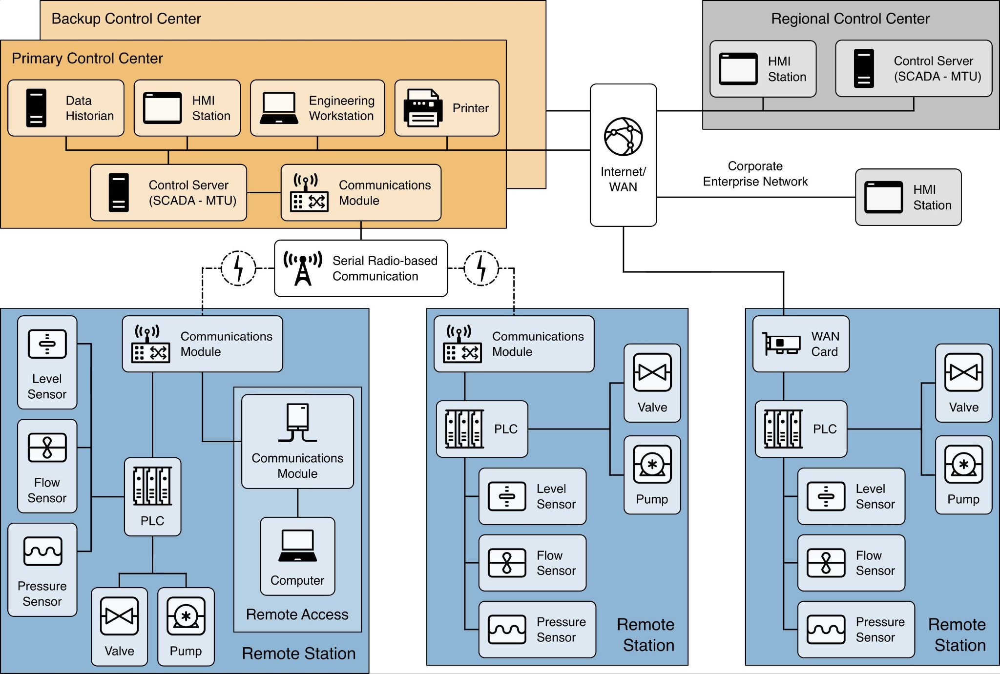 Backup Control Center
Primary Control Center
Data
Historian
HMI
Station
Engineering
Workstation
Printer
Control Server
(SCADA - MTU)
Communications
Module
Regional Control Center
HMI
Station
Control Server
(SCADA - MTU)
Internet/
WAN
Corporate
Enterprise Network
HMI
Station
Serial Radio-based
Communication
Level
Sensor
Flow
Sensor
Pressure
Sensor
Communications
Module
PLC
Valve
Pump
Communications
Module
Computer
Remote Access
Remote Station
Communications
Module
PLC
Valve
Pump
Level
Sensor
Flow
Sensor
Pressure
Sensor
Remote
Station
WAN
Card
PLC
Valve
Pump
Level
Sensor
Flow
Sensor
Pressure
Sensor
Remote
Station